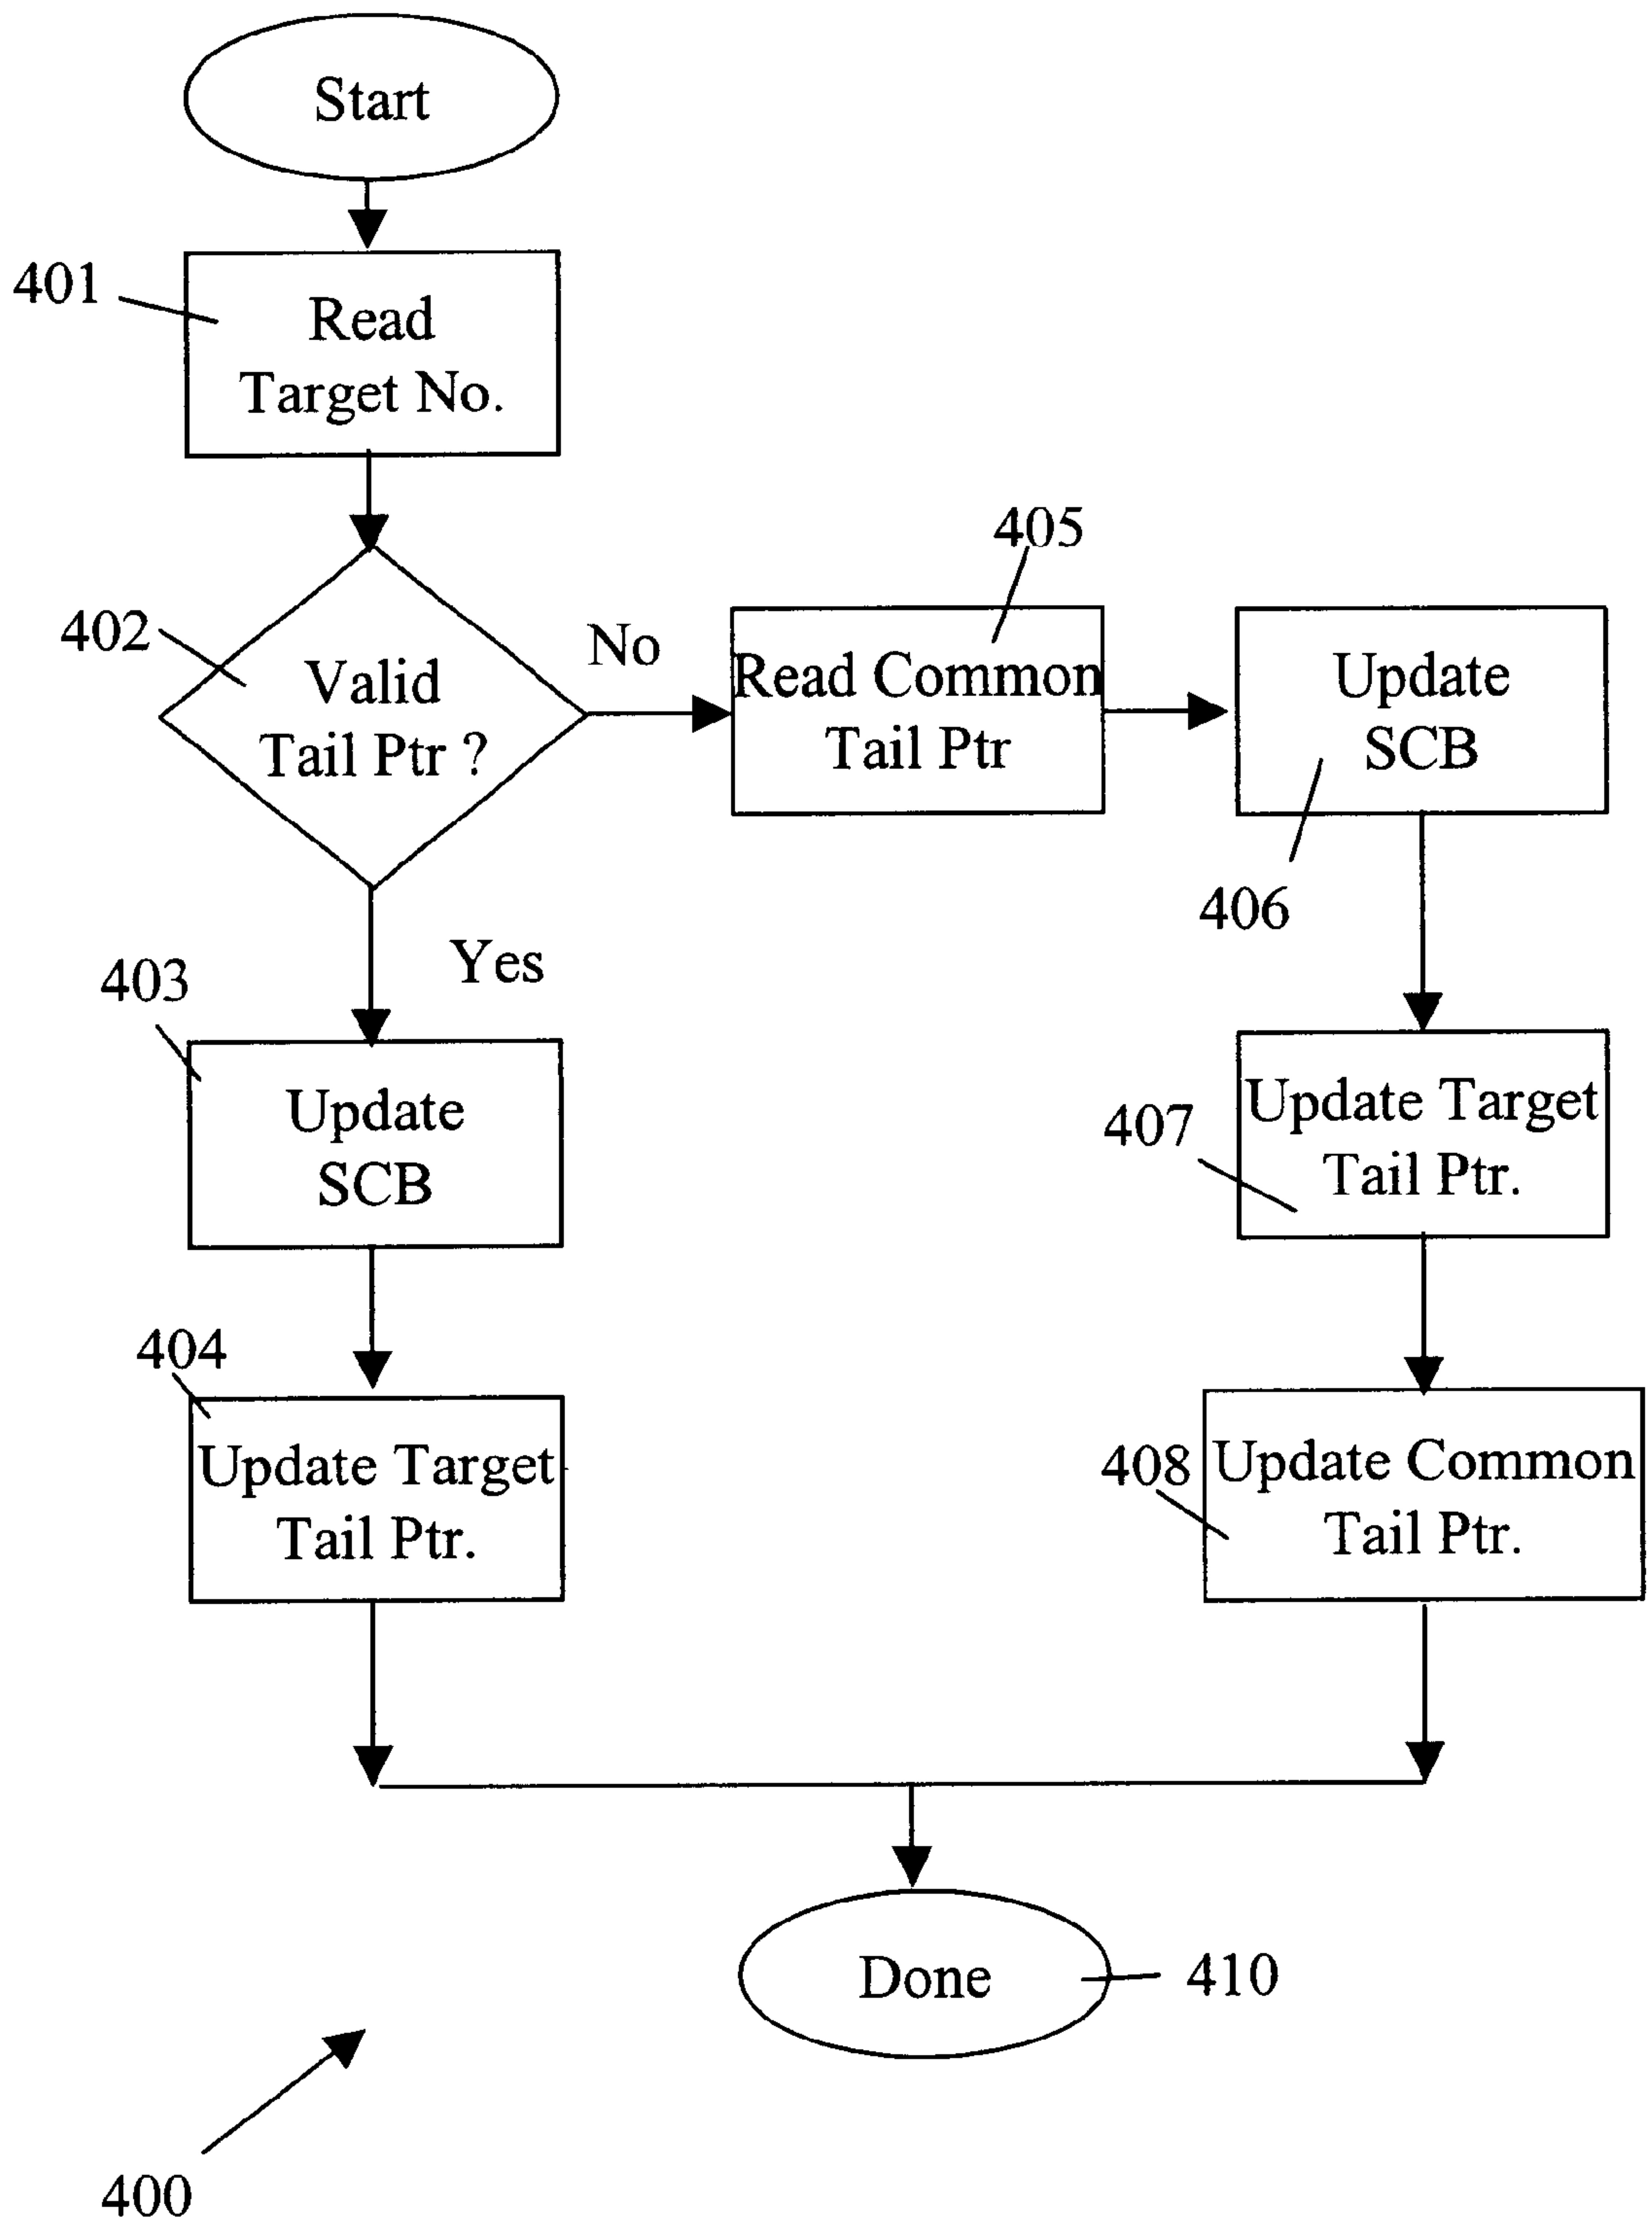 Start
401
Read
Target No.
402
Valid
Tail Ptr ?
No
405
Read Common
Tail Ptr
Update
SCB
406
Yes
403
Update
SCB
407
Update Target
Tail Ptr.
404
Update Target
Tail Ptr.
408
Update Common
Tail Ptr.
Done
410
400